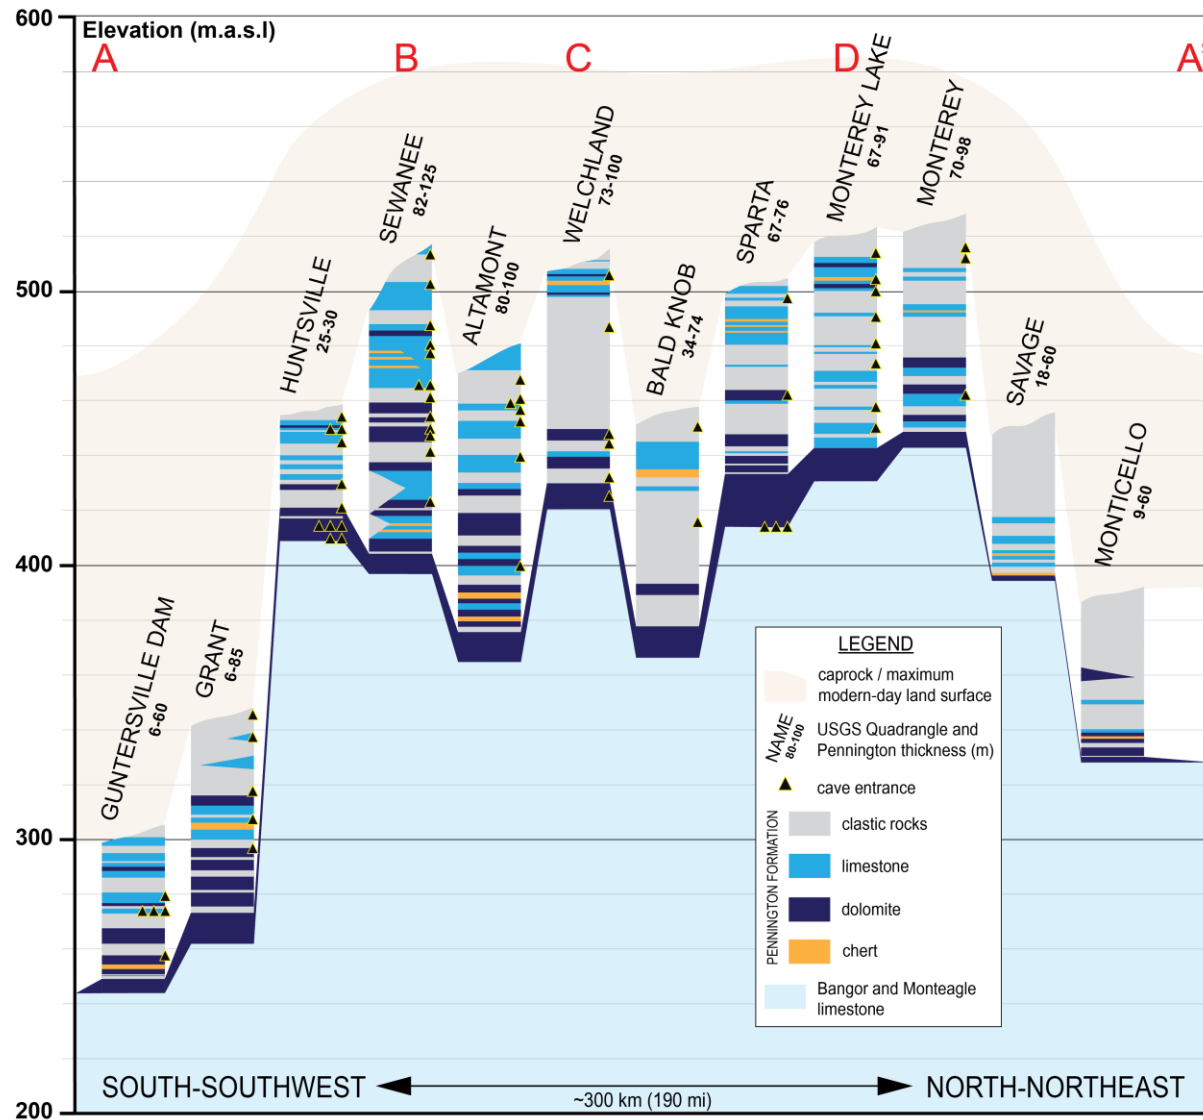 600
Elevation (m.a.s.l)
A
B
C
D
A'
500
400
300
200
GUNTERSVILLE DAM
6-60
GRANT
6-85
HUNTSVILLE
25-30
SEWANEE
82-125
ALTAMONT
80-100
WELCHLAND
73-100
BALD KNOB
34-74
SPARTA
67-76
MONTEREY LAKE
67-91
MONTEREY
70-98
SAVAGE
18-60
MONTICELLO
9-60
LEGEND
caprock / maximum
modern-day land surface
NAME
80-100
USGS Quadrangle and
Pennington thickness (m)
cave entrance
PENNINGTON FORMATION
clastic rocks
limestone
dolomite
chert
Bangor and Monteagle
limestone
SOUTH-SOUTHWEST
~300 km (190 mi)
NORTH-NORTHEAST